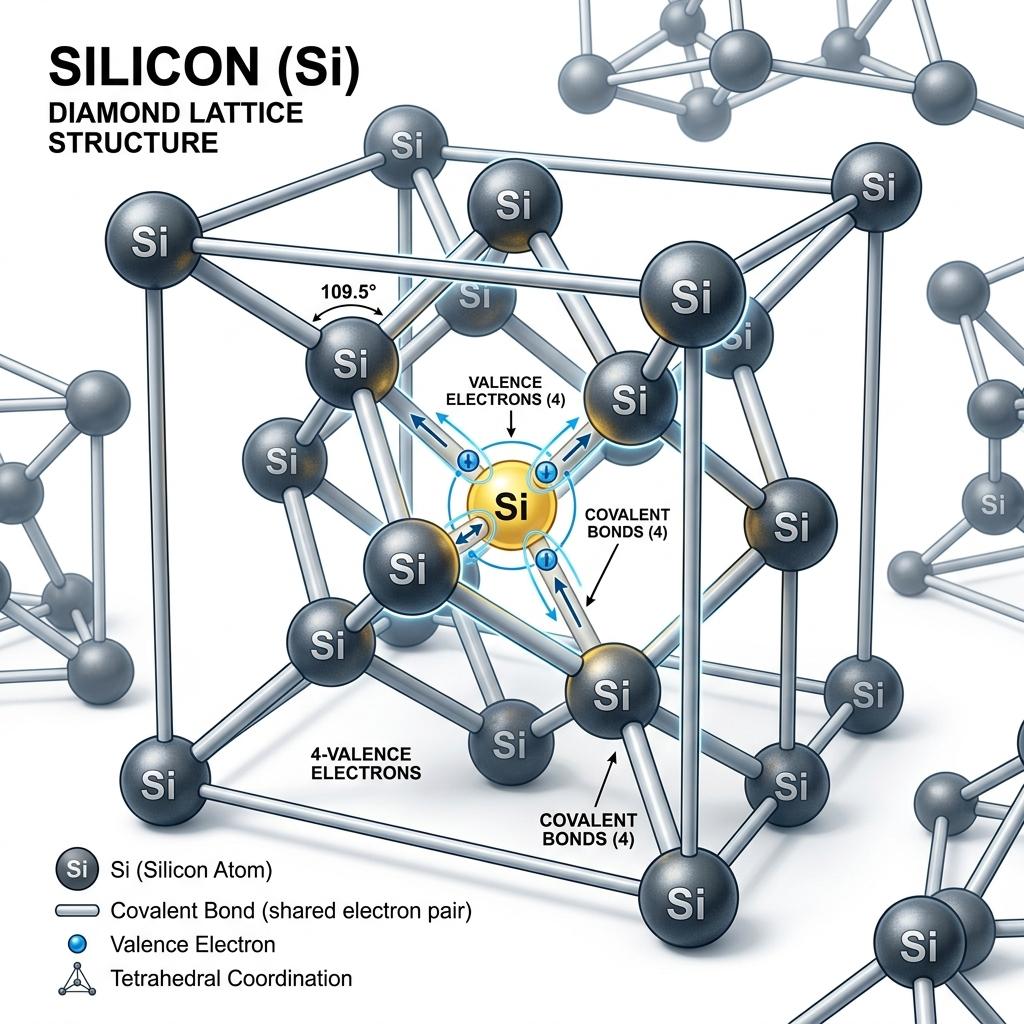 SILICON (Si)
DIAMOND LATTICE
STRUCTURE
Si
Si
Si
Si
Si
109.5°
Si
Si
Si
Si
VALENCE
ELECTRONS (4)
Si
Si
Si
Si
COVALENT
BONDS (4)
Si
Si
Si
Si
Si
Si
4-VALENCE
ELECTRONS
Si
Si
COVALENT
BONDS (4)
Si
Si
Si (Silicon Atom)
Covalent Bond (shared electron pair)
Valence Electron
Tetrahedral Coordination
Si